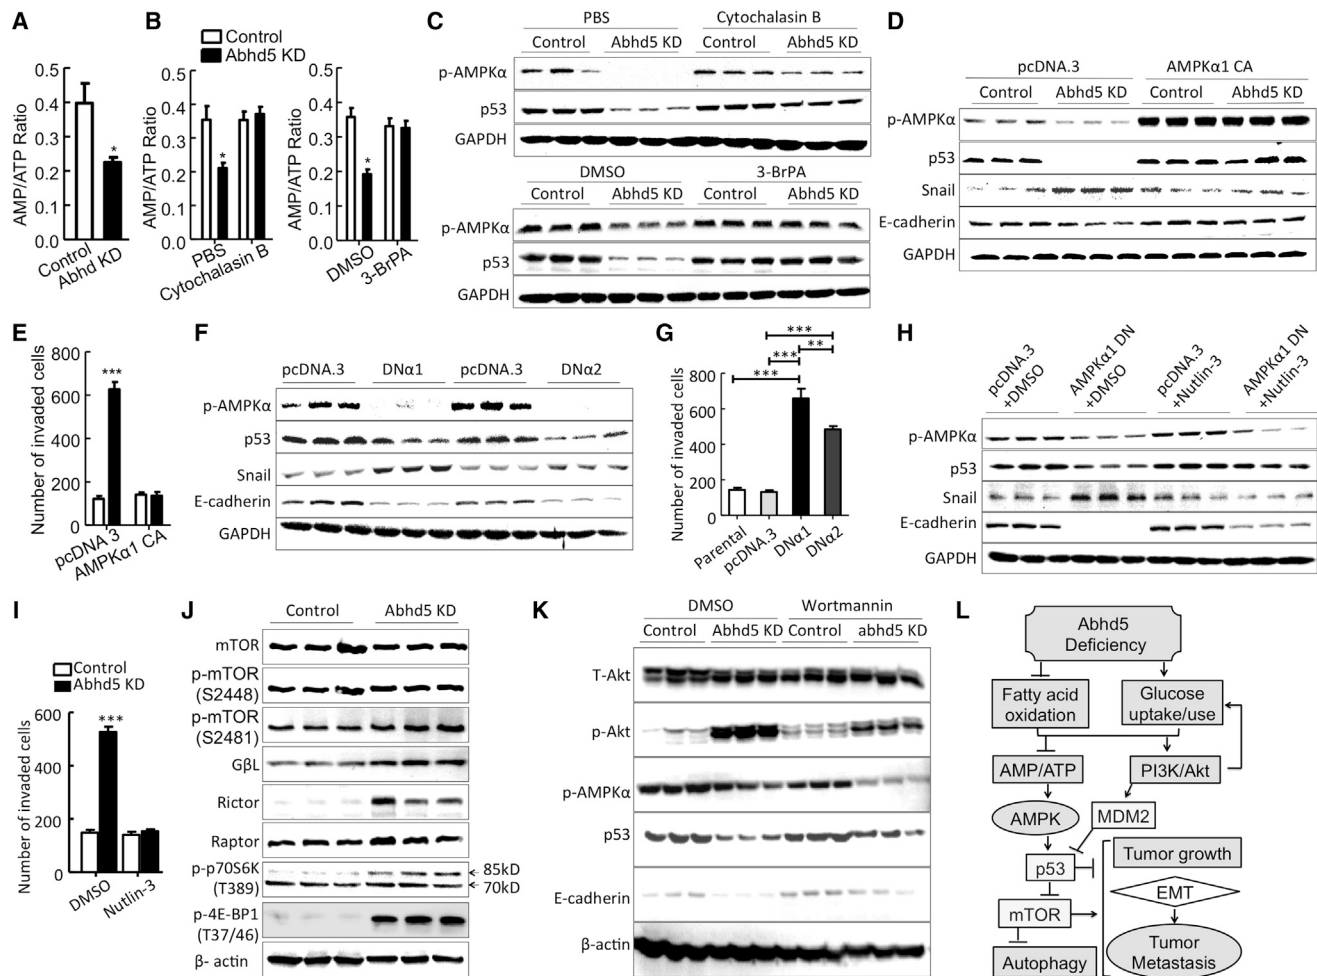 A
B
Control
Abhd5 KD
AMP/ATP Ratio
0.5
0.4
0.3
0.2
0.1
0.0
*
Control
Abhd KD
AMP/ATP Ratio
0.5
0.4
0.3
0.2
0.1
0.0
*
PBS
Cytochalasin B
AMP/ATP Ratio
0.5
0.4
0.3
0.2
0.1
0.0
*
DMSO
3-BrPA
C
PBS
Cytochalasin B
Control
Abhd5 KD
Control
Abhd5 KD
p-AMPKα
p53
GAPDH
DMSO
3-BrPA
Control
Abhd5 KD
Control
Abhd5 KD
p-AMPKα
p53
GAPDH
D
pcDNA.3
AMPKα1 CA
Control
Abhd5 KD
Control
Abhd5 KD
p-AMPKα
p53
Snail
E-cadherin
GAPDH
E
Number of invaded cells
800
600
400
200
0
***
pcDNA 3
AMPKα1 CA
F
pcDNA.3
DNα1
pcDNA.3
DNα2
p-AMPKα
p53
Snail
E-cadherin
GAPDH
G
Number of invaded cells
800
600
400
200
0
***
**
***
***
Parental
pcDNA.3
DNα1
DNα2
H
pcDNA.3
+DMSO
AMPKα1 DN
+DMSO
pcDNA.3
+Nutlin-3
AMPKα1 DN
+Nutlin-3
p-AMPKα
p53
Snail
E-cadherin
GAPDH
I
Control
Abhd5 KD
Number of invaded cells
600
400
200
0
***
DMSO
Nutlin-3
J
Control
Abhd5 KD
mTOR
p-mTOR
(S2448)
p-mTOR
(S2481)
GβL
Rictor
Raptor
p-p70S6K
(T389)
85kD
70kD
p-4E-BP1
(T37/46)
β- actin
K
DMSO
Wortmannin
Control
Abhd5 KD
Control
abhd5 KD
T-Akt
p-Akt
p-AMPKα
p53
E-cadherin
β-actin
L
Abhd5
Deficiency
Fatty acid
oxidation
Glucose
uptake/use
AMP/ATP
PI3K/Akt
AMPK
MDM2
p53
Tumor growth
mTOR
EMT
Autophagy
Tumor
Metastasis